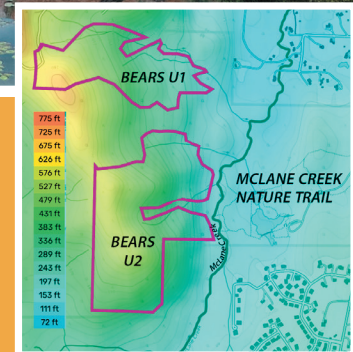 BEARS U1
775 ft
725 ft
675 ft
626 ft
576 ft
527 ft
479 ft
431 ft
383 ft
336 ft
289 ft
243 ft
197 ft
153 ft
111 ft
72 ft
MCLANE CREEK
NATURE TRAIL
BEARS
U2
McLane Creek